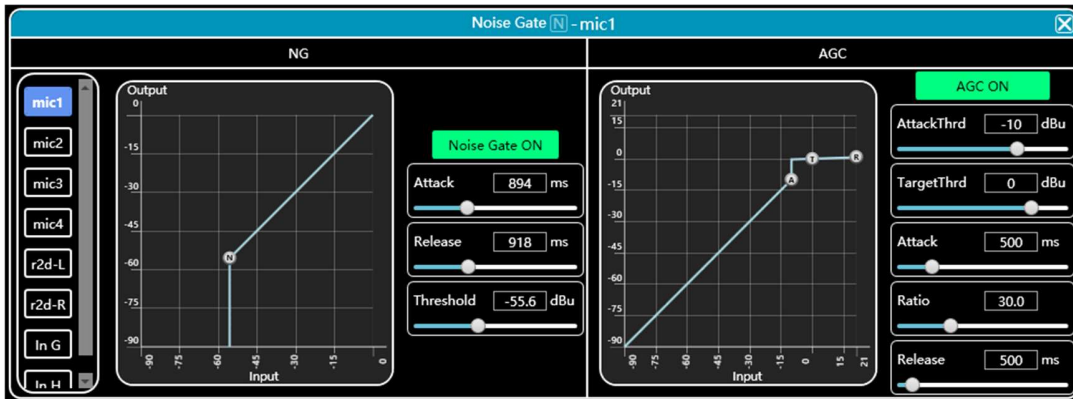 Noise Gate N - mic1
NG
AGC
mic1
mic2
mic3
mic4
r2d-L
r2d-R
In G
In H
Output
0
-15
-30
-45
-60
-75
-90
N
-90
-75
-60
-45
-30
-15
0
Input
Noise Gate ON
Attack 894 ms
Release 918 ms
Threshold -55.6 dBu
Output
21
15
0
-15
-30
-45
-60
-75
-90
A
T
R
-90
-75
-60
-45
-30
-15
0
21
Input
AGC ON
AttackThrd -10 dBu
TargetThrd 0 dBu
Attack 500 ms
Ratio 30.0
Release 500 ms